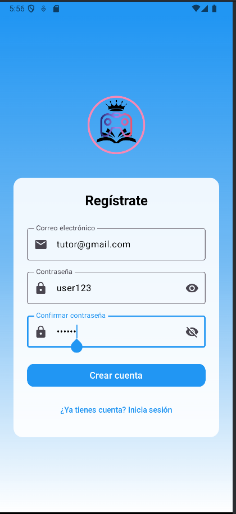 5:56
Regístrate
Correo electrónico
tutor@gmail.com
Contraseña
user123
Confirmar contraseña
••••••
Crear cuenta
¿Ya tienes cuenta? Inicia sesión